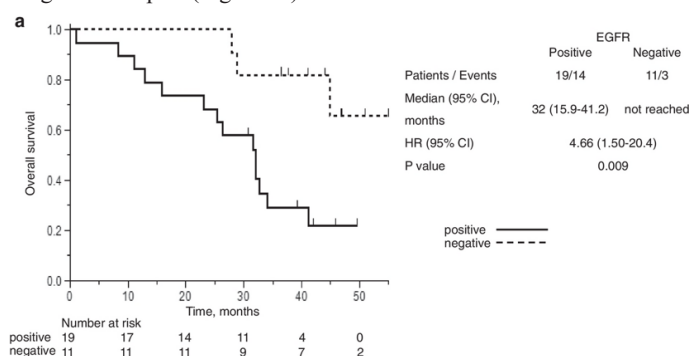 a
EGFR
Positive Negative
Patients / Events 19/14 11/3
Median (95% CI), months 32 (15.9-41.2) not reached
HR (95% CI) 4.66 (1.50-20.4)
P value 0.009
positive
negative
Overall survival
1.0
0.8
0.6
0.4
0.2
0.0
0 10 20 30 40 50
Time, months
Number at risk
positive 19 17 14 11 4 0
negative 11 11 11 9 7 2